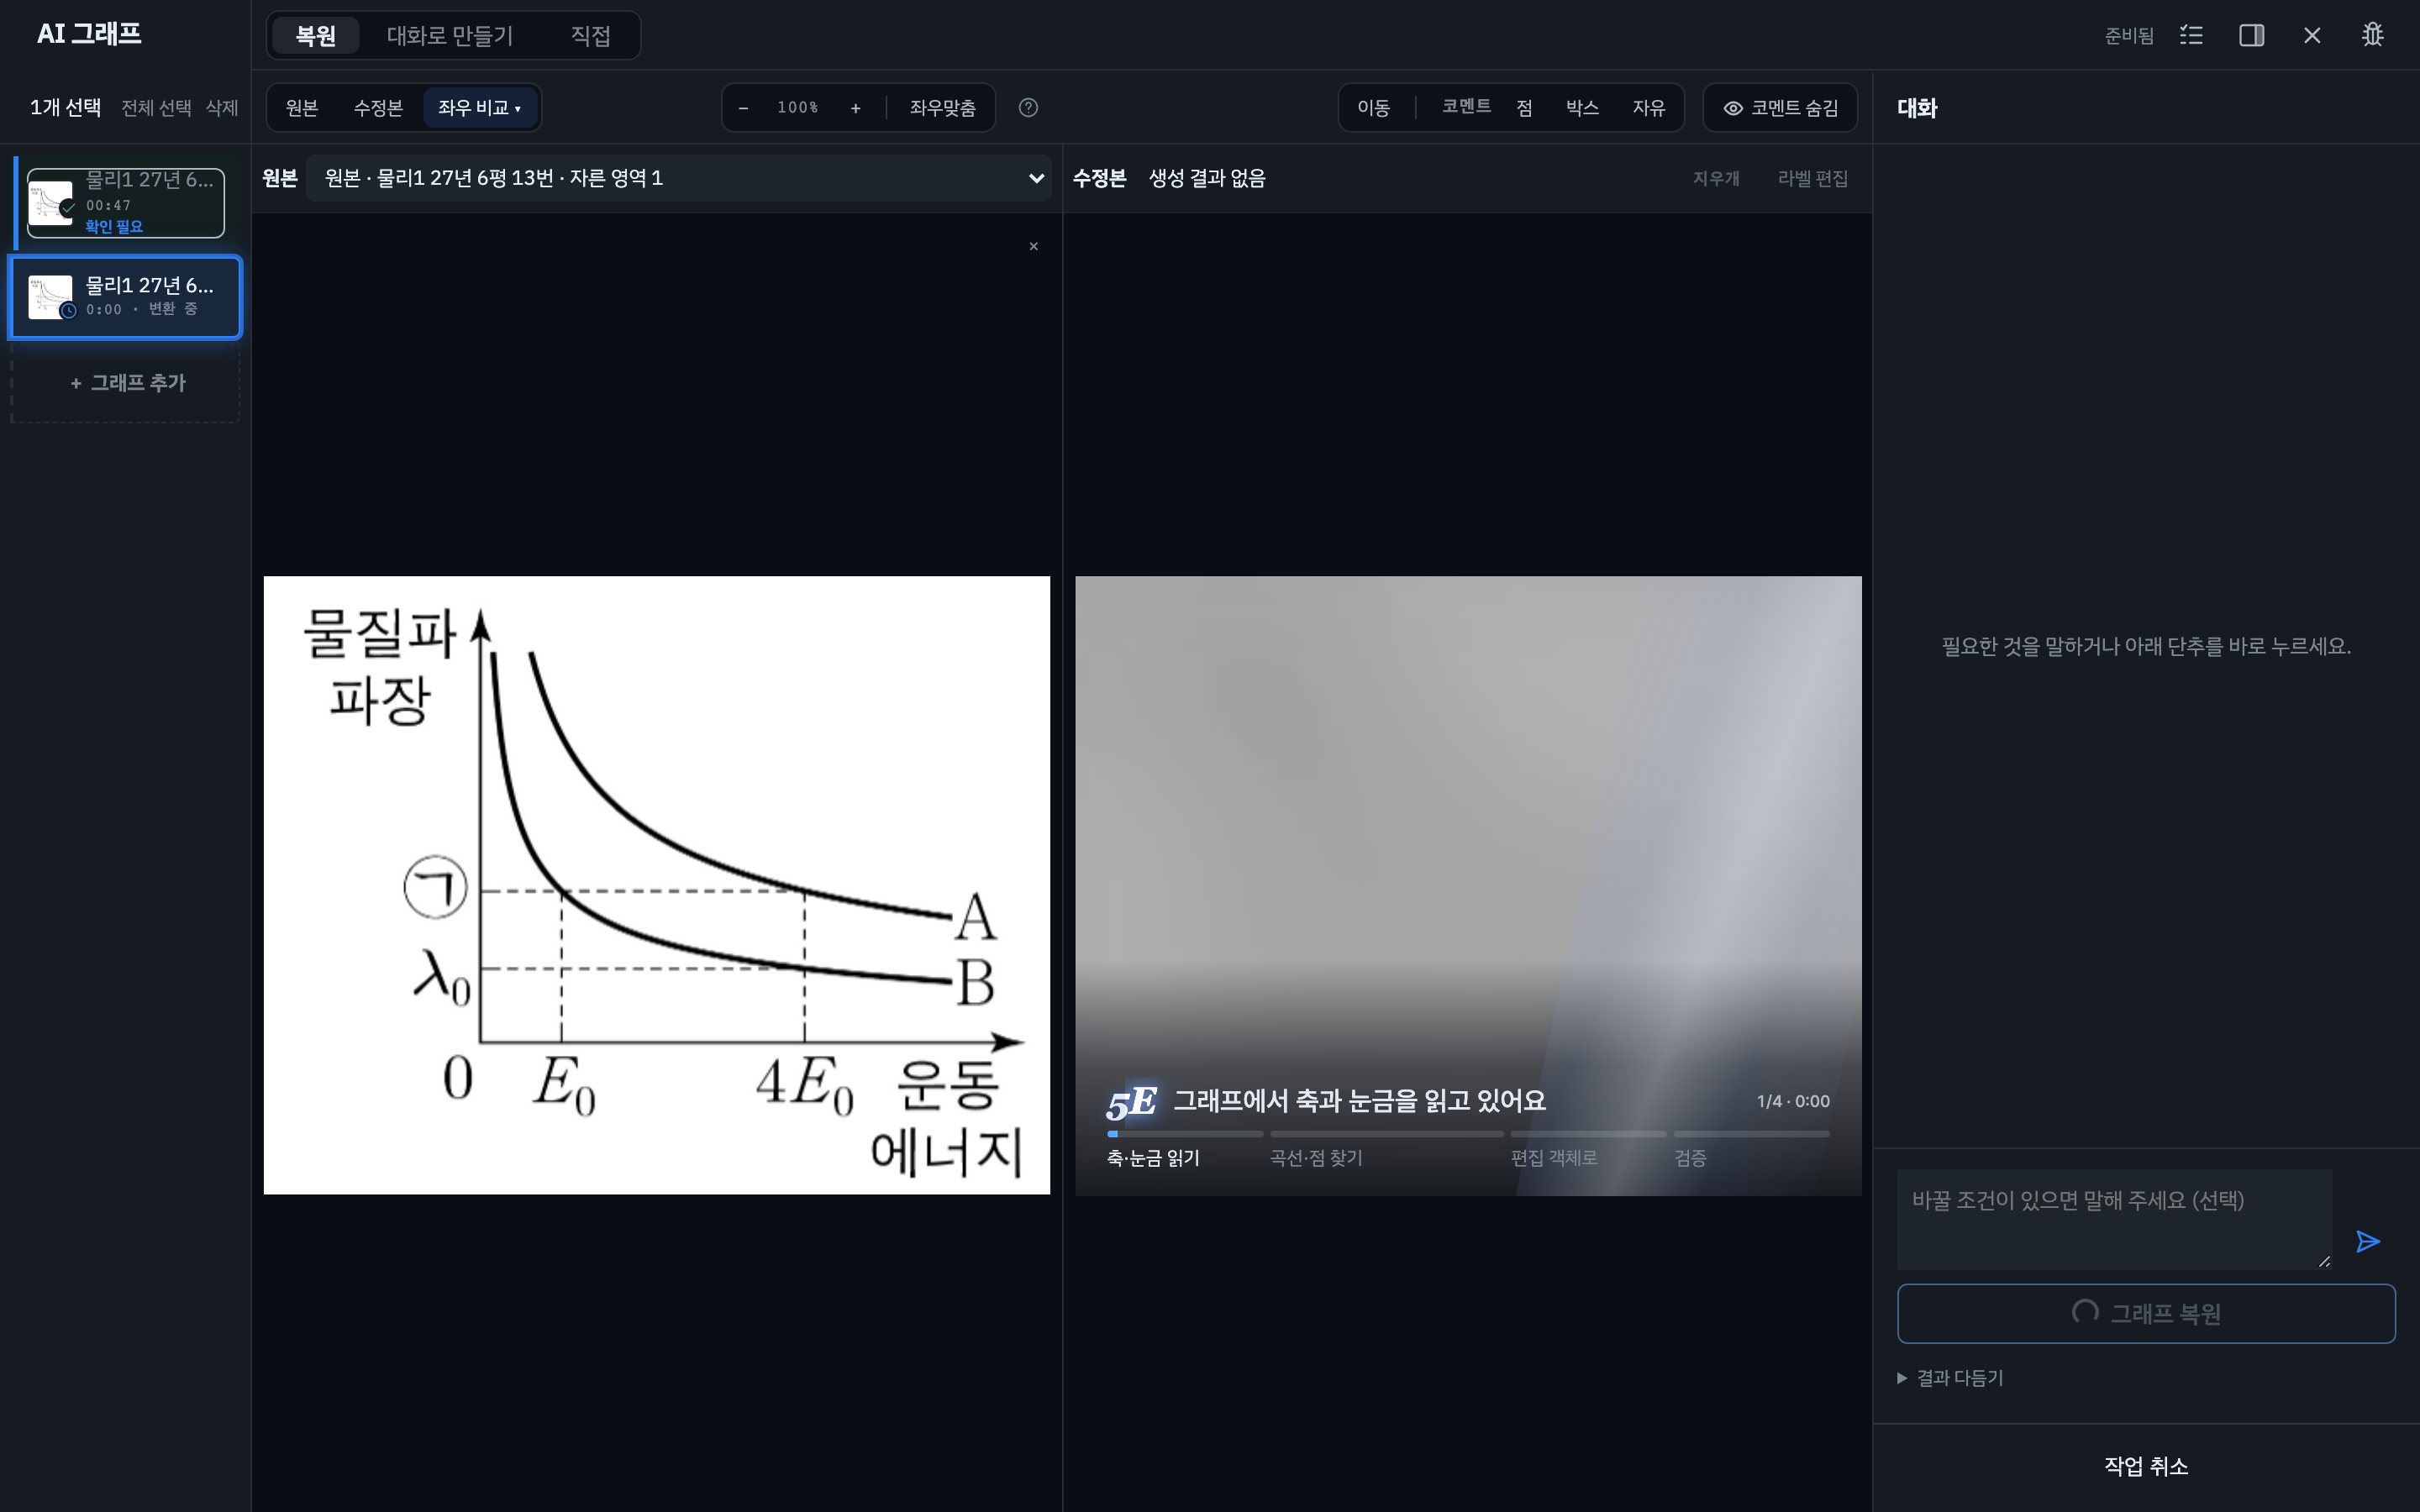 AI 그래프
복원 대화로 만들기 직접
준비됨
1개 선택 전체 선택 삭제
원본 수정본 좌우 비교 ▾
− 100% + 좌우맞춤 ?
이동 코멘트 점 박스 자유 코멘트 숨김
대화
물리1 27년 6...
00:47
확인 필요
물리1 27년 6...
0:00 · 변환 중
+ 그래프 추가
원본 원본 · 물리1 27년 6평 13번 · 자른 영역 1
수정본 생성 결과 없음 지우개 라벨 편집
×
물질파
파장
㉠
A
λ0
B
0 E0 4E0 운동
에너지
5E 그래프에서 축과 눈금을 읽고 있어요 1/4 · 0:00
축·눈금 읽기 곡선·점 찾기 편집 객체로 검증
필요한 것을 말하거나 아래 단추를 바로 누르세요.
바꿀 조건이 있으면 말해 주세요 (선택)
그래프 복원
▶ 결과 다듬기
작업 취소